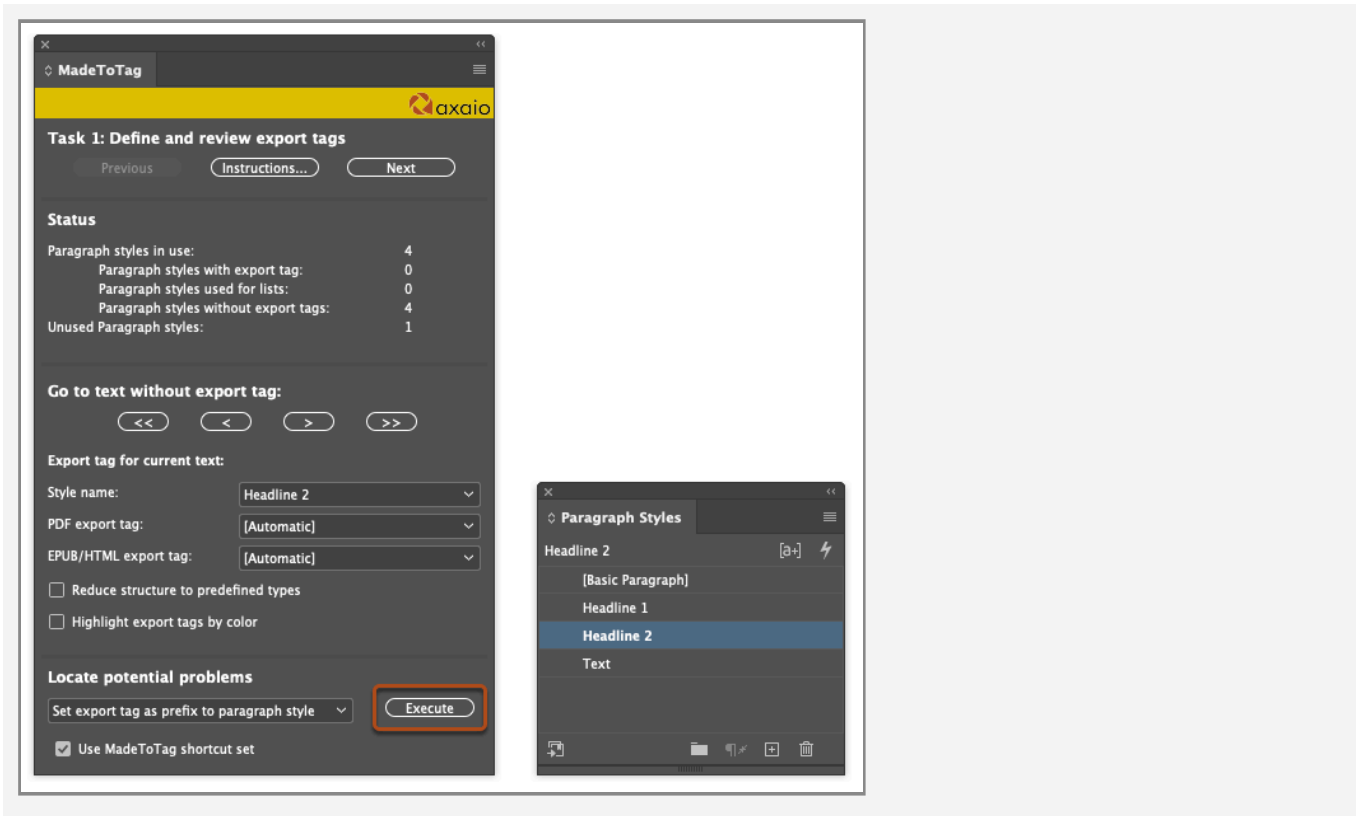 MadeToTag
axaio
Task 1: Define and review export tags
Previous Instructions... Next
Status
Paragraph styles in use: 4
Paragraph styles with export tag: 0
Paragraph styles used for lists: 0
Paragraph styles without export tags: 4
Unused Paragraph styles: 1
Go to text without export tag:
<< < > >>
Export tag for current text:
Style name: Headline 2
PDF export tag: [Automatic]
EPUB/HTML export tag: [Automatic]
Reduce structure to predefined types
Highlight export tags by color
Locate potential problems
Set export tag as prefix to paragraph style Execute
Use MadeToTag shortcut set
Paragraph Styles
Headline 2 [a+]
[Basic Paragraph]
Headline 1
Headline 2
Text